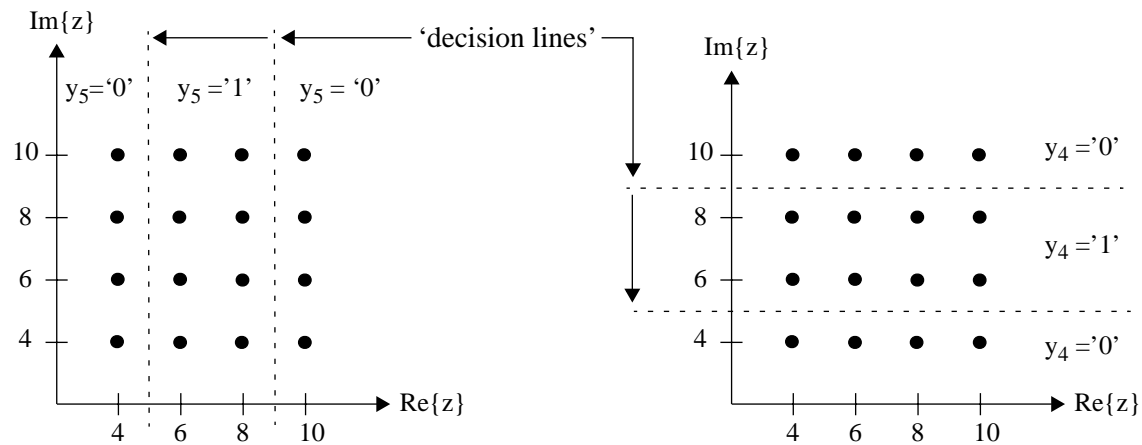 Im{z}
‘decision lines’
Im{z}
y5=‘0’
y5 =’1’
y5 = ‘0’
10
8
6
4
4
6
8
10
Re{z}
10
8
6
4
y4 =’0’
y4 =’1’
y4 =’0’
4
6
8
10
Re{z}